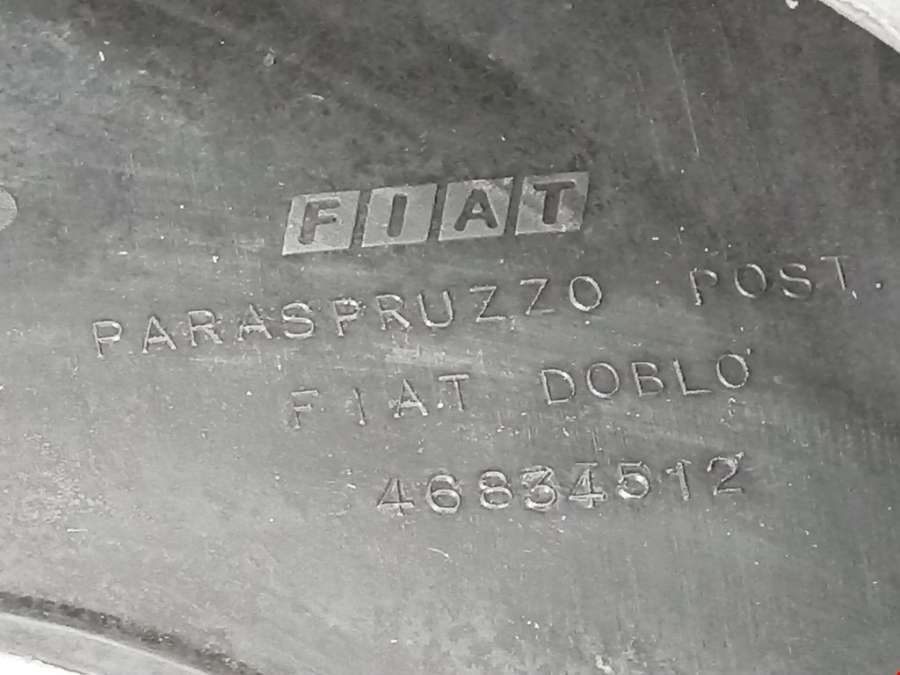 FIAT
PARASPRUZZO POST.
FIAT DOBLO'
46834512